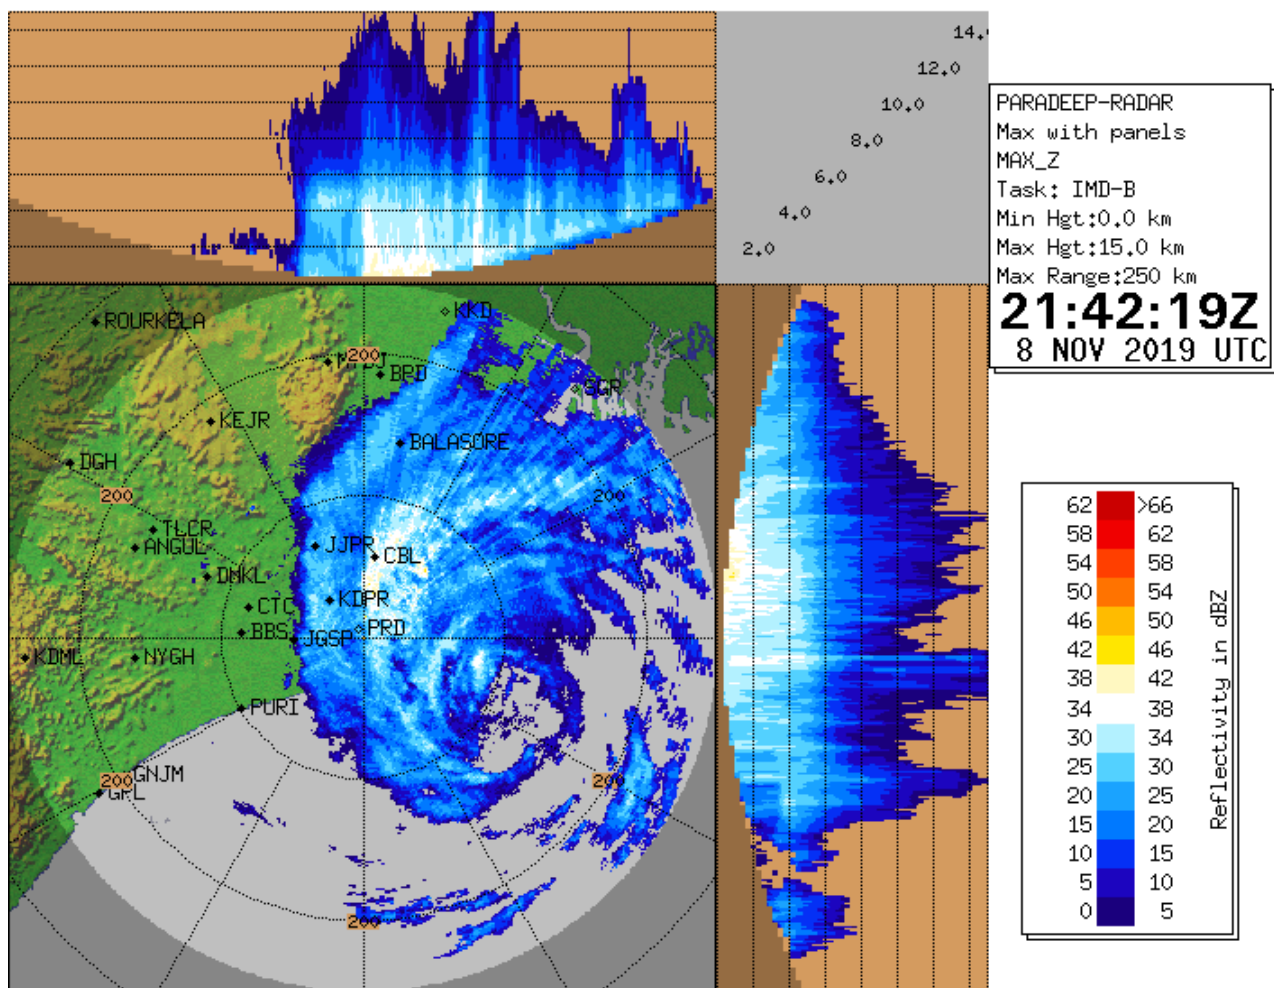 14.
12.0
10.0
8.0
6.0
4.0
2.0
PARADEEP-RADAR
Max with panels
MAX_Z
Task: IMD-B
Min Hgt:0.0 km
Max Hgt:15.0 km
Max Range:250 km
21:42:19Z
8 NOV 2019 UTC
KKD
ROURKELA
200
BPD
SGR
KEJR
BALASORE
DGH
200
200
TLCR
ANGUL
JJPR
CBL
DNKL
KDPR
CTC
PRD
BBS
JGSP
KDML
NYGH
PURI
GNJM
200
200
GPL
200
62 >66
58 62
54 58
50 54
46 50
42 46
38 42
34 38
30 34
25 30
20 25
15 20
10 15
5 10
0 5
Reflectivity in dBZ